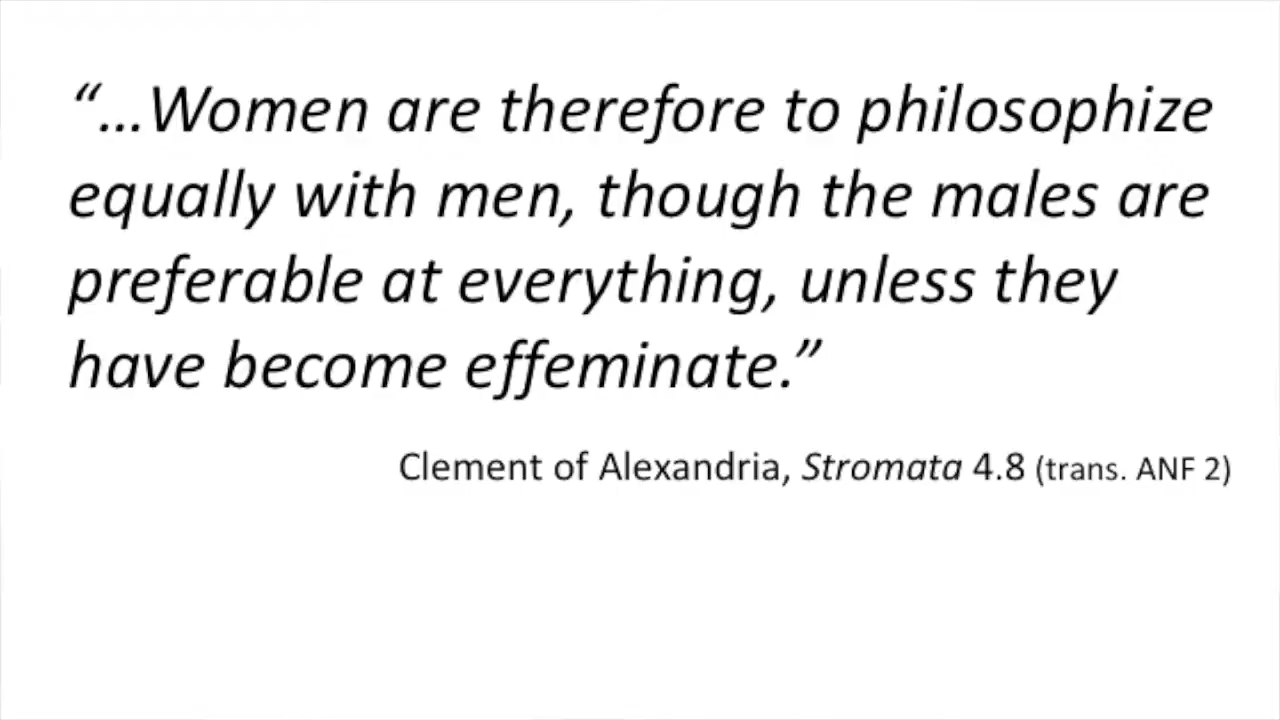 “…Women are therefore to philosophize
equally with men, though the males are
preferable at everything, unless they
have become effeminate.”
Clement of Alexandria, Stromata 4.8 (trans. ANF 2)